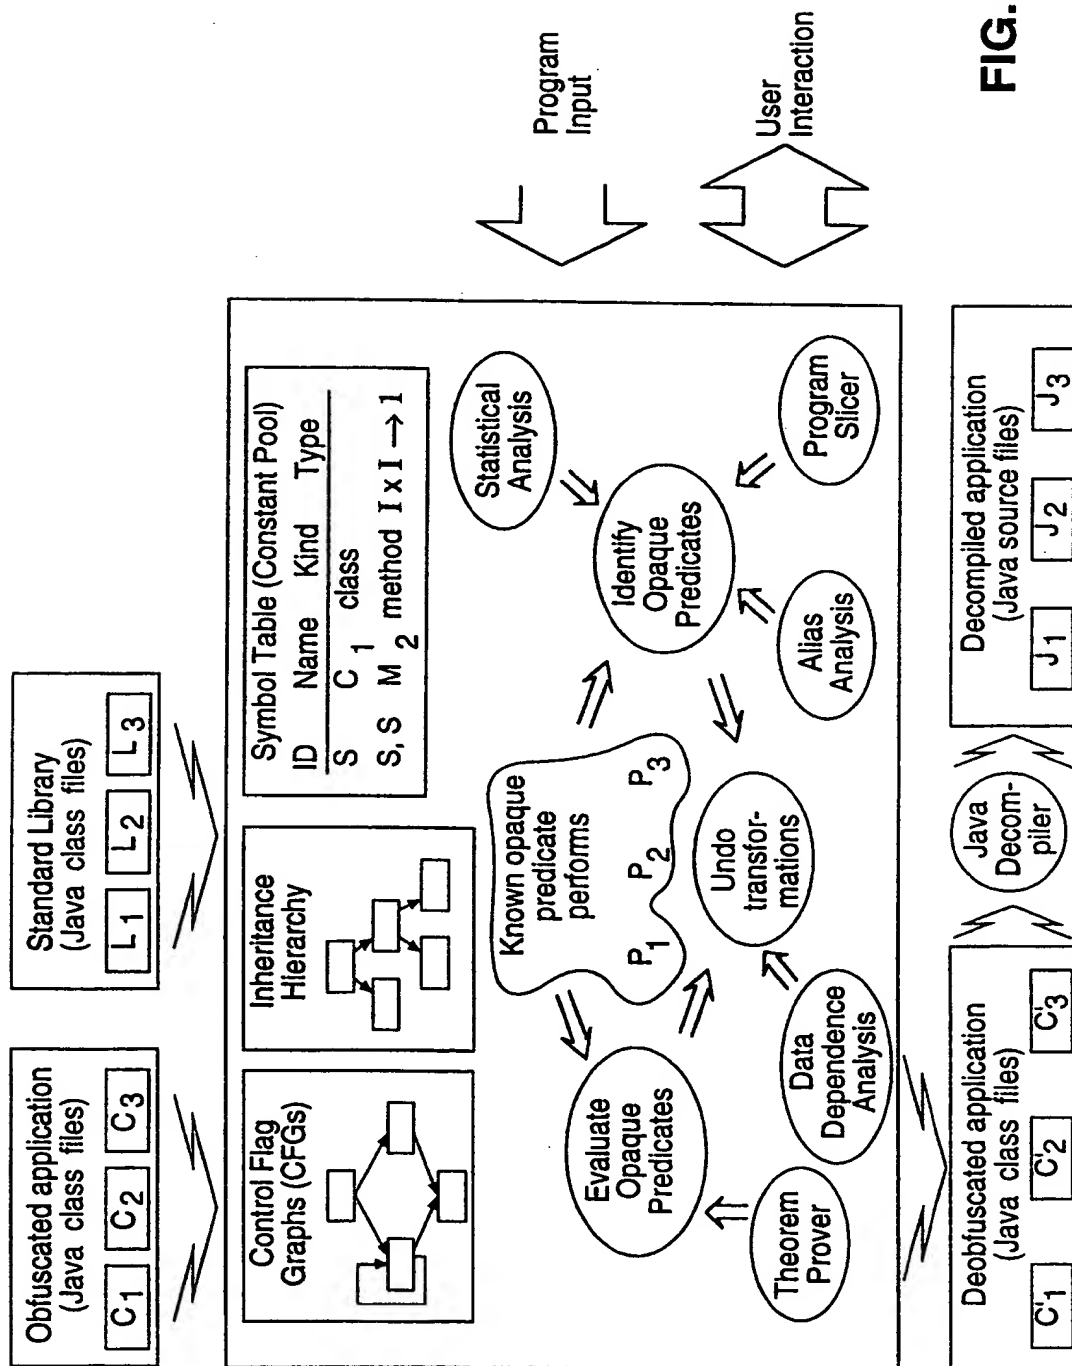 Obfuscated application
(Java class files)
C1 C2 C3
Standard Library
(Java class files)
L1 L2 L3
Control Flag
Graphs (CFGs)
Inheritance
Hierarchy
Symbol Table (Constant Pool)
ID Name Kind Type
S C1 class
S, S M2 method I x I → 1
Known opaque
predicate
performs
P1 P2 P3
Statistical
Analysis
Evaluate
Opaque
Predicates
Identify
Opaque
Predicates
Undo
transfor-
mations
Theorem
Prover
Data
Dependence
Analysis
Alias
Analysis
Program
Slicer
Program
Input
User
Interaction
Deobfuscated application
(Java class files)
C'1 C'2 C'3
Java
Decom-
piler
Decompiled application
(Java source files)
J1 J2 J3
FIG.